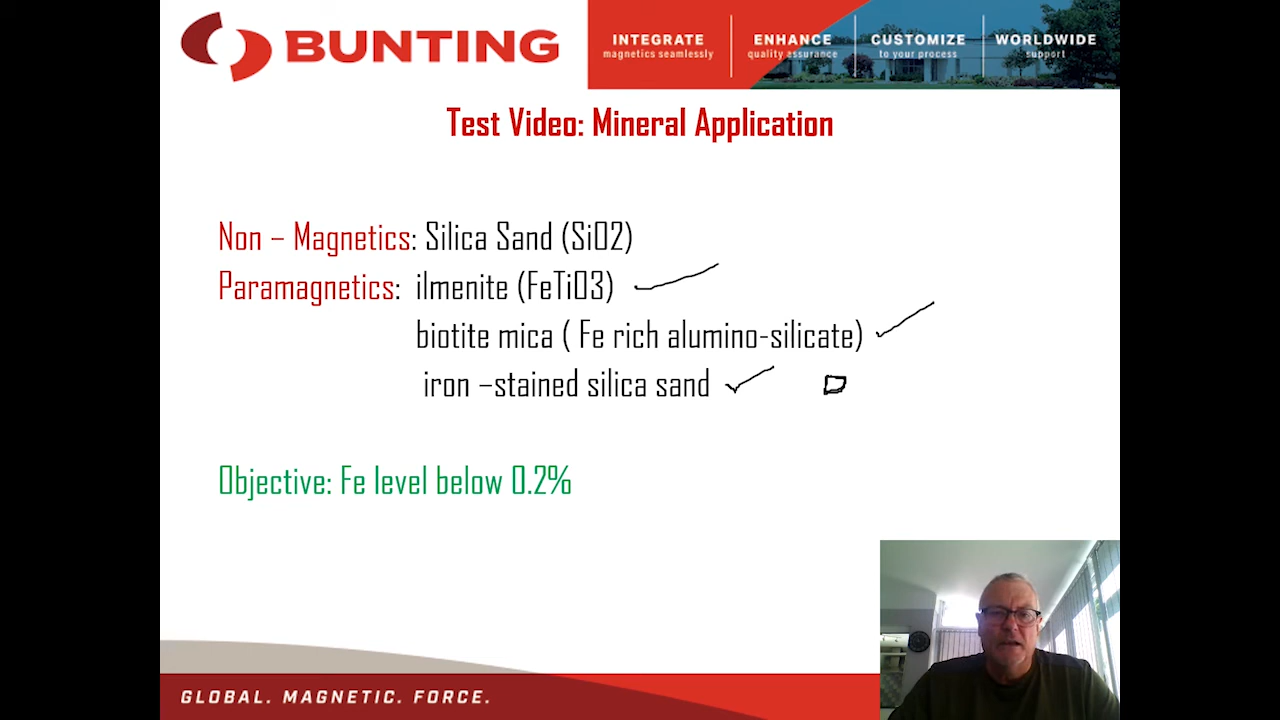 BUNTING
INTEGRATE
magnetics seamlessly
ENHANCE
quality assurance
CUSTOMIZE
to your process
WORLDWIDE
support
Test Video: Mineral Application
Non – Magnetics: Silica Sand (SiO2)
Paramagnetics: ilmenite (FeTiO3)
biotite mica ( Fe rich alumino-silicate)
iron –stained silica sand
Objective: Fe level below 0.2%
GLOBAL. MAGNETIC. FORCE.